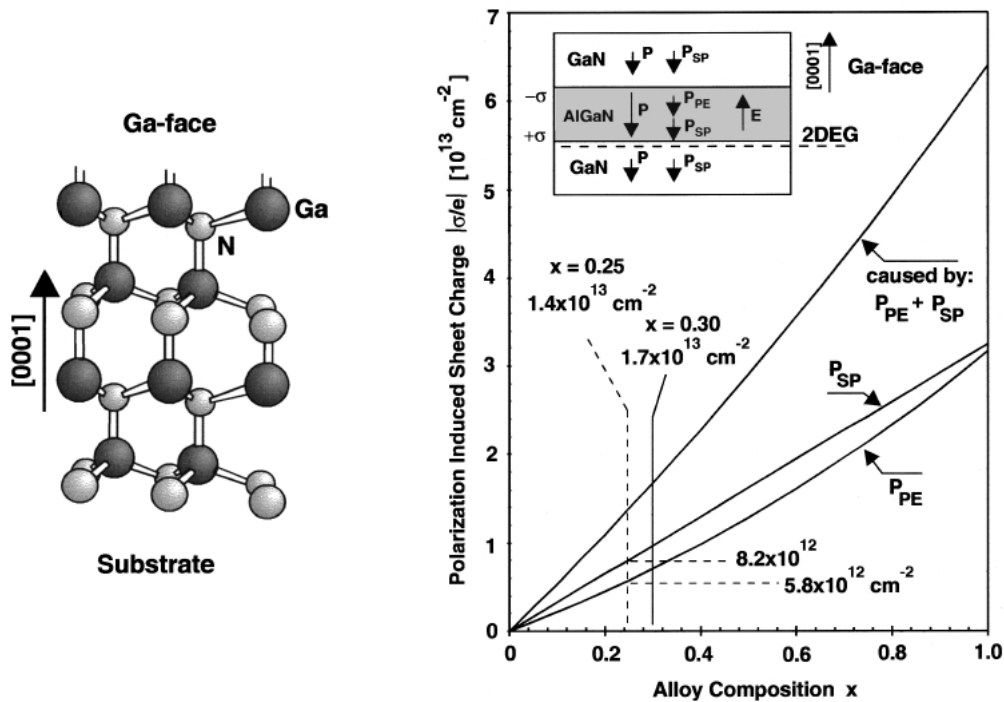 Ga-face
Ga
N
[0001]
Substrate
Polarization Induced Sheet Charge |σ/e| [10^13 cm^-2]
7
6
5
4
3
2
1
0
GaN
P
P_SP
−σ
AlGaN
P
P_PE
P_SP
E
+σ
2DEG
GaN
P
P_SP
[0001]
Ga-face
x = 0.25
1.4x10^13 cm^-2
x = 0.30
1.7x10^13 cm^-2
caused by:
P_PE + P_SP
P_SP
P_PE
8.2x10^12
5.8x10^12 cm^-2
0
0.2
0.4
0.6
0.8
1.0
Alloy Composition x